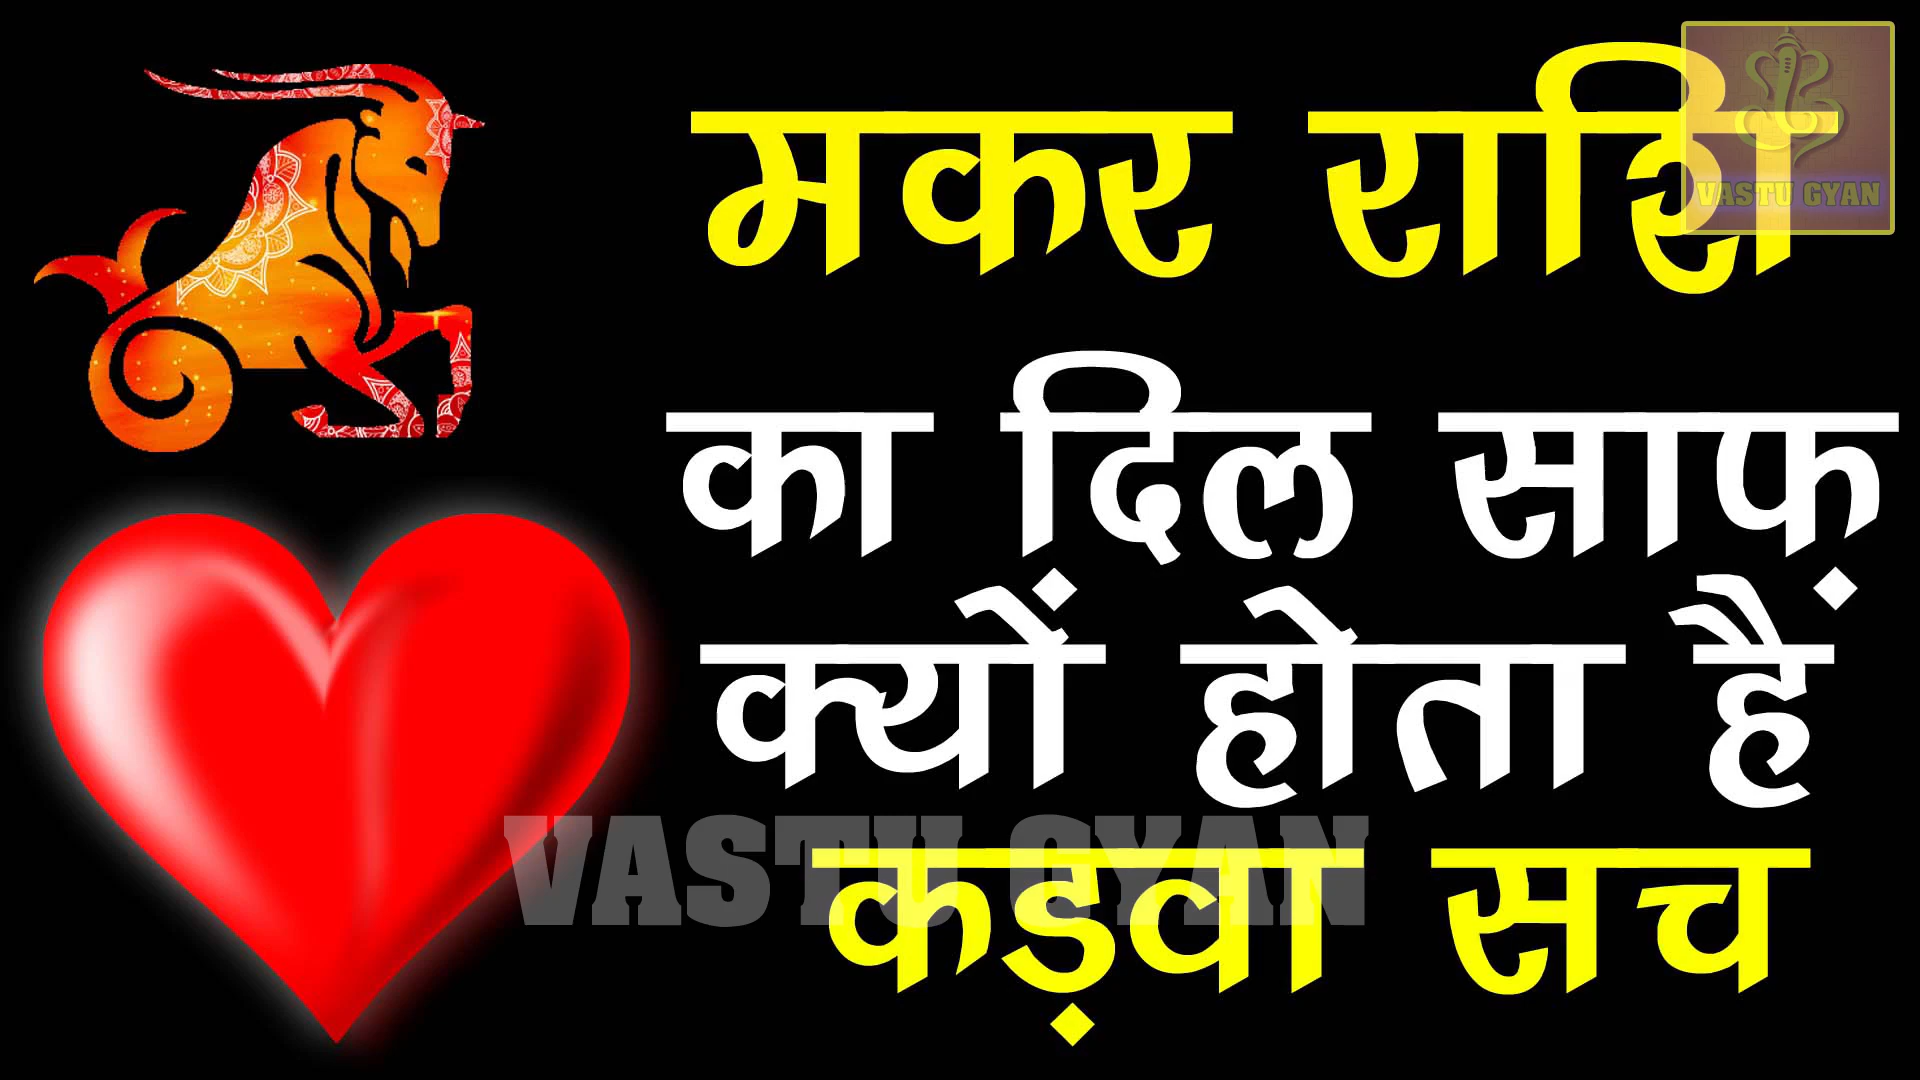 मकर राशि
VASTU GYAN
का दिल साफ
क्यों होता हैं
VASTU GYAN
कड़वा सच